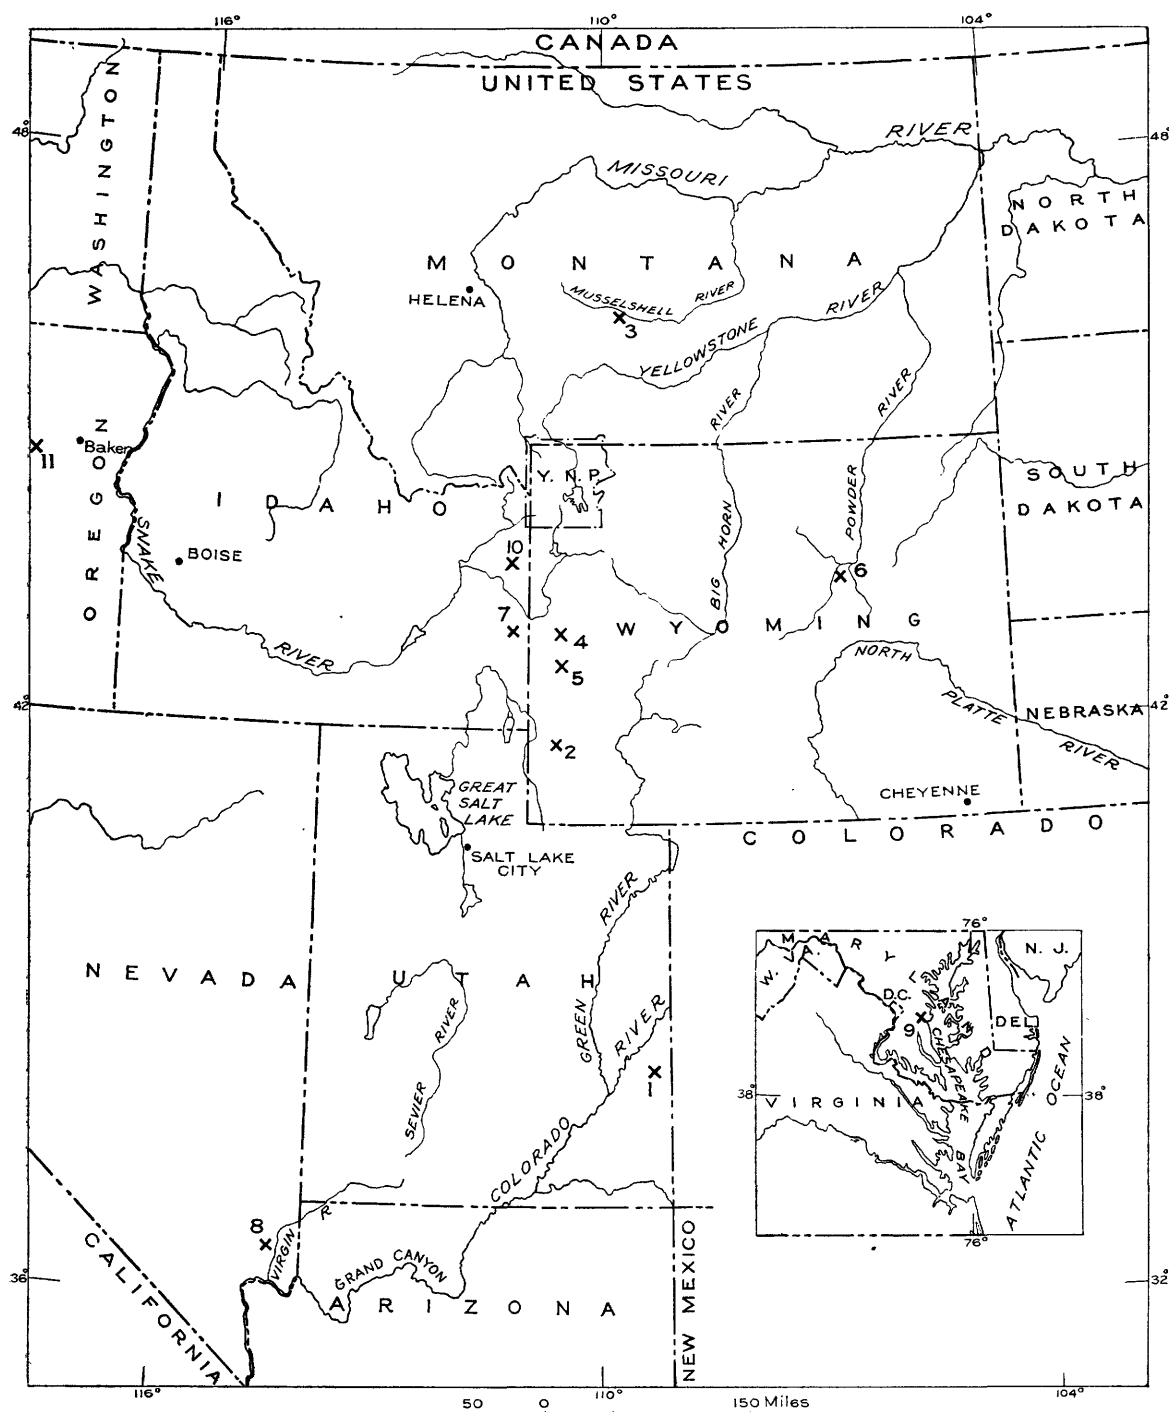 116° 110° 104°
CANADA
UNITED STATES
48° 48°
WASHINGTON
MISSOURI RIVER
NORTH
DAKOTA
MONTANA
HELENA
MUSSELSHELL RIVER
3
YELLOWSTONE RIVER
RIVER
POWDER RIVER
BIG HORN RIVER
OREGON
Baker
11
IDAHO
Y. N. P.
SOUTH
DAKOTA
SNAKE RIVER
BOISE
10
6
7
4
5
WYOMING
NORTH PLATTE RIVER
42° 42°
NEBRASKA
2
GREAT
SALT
LAKE
CHEYENNE
COLORADO
SALT LAKE
CITY
NEVADA
UTAH
GREEN RIVER
SEVIER RIVER
COLORADO RIVER
1
8
VIRGIN R.
GRAND CANYON
CALIFORNIA
ARIZONA
NEW MEXICO
36° 32°
116° 110° 104°
50 0 150 Miles
76°
W. VA.
MARYLAND
N. J.
D.C.
9
DEL.
CHESAPEAKE BAY
38° 38°
VIRGINIA
ATLANTIC OCEAN
76°